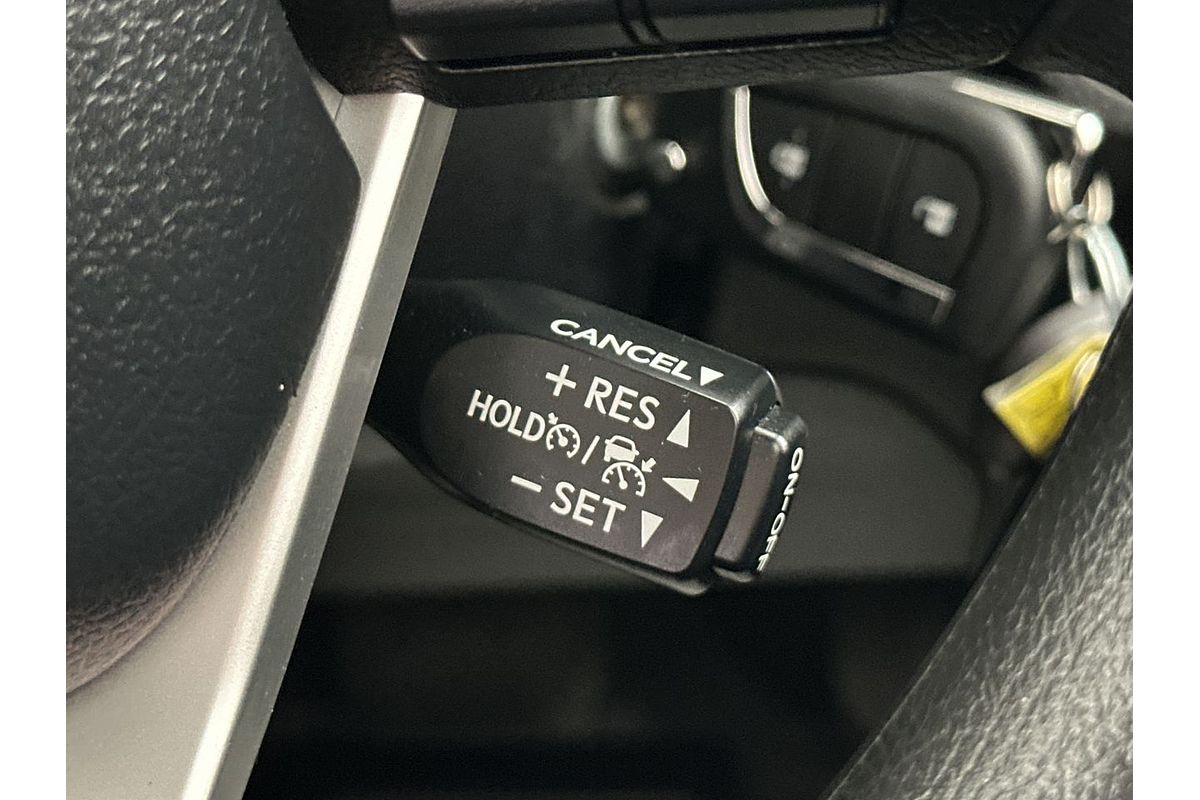 CANCEL▼
+ RES ▲
HOLD /
– SET ▼
ON-OFF